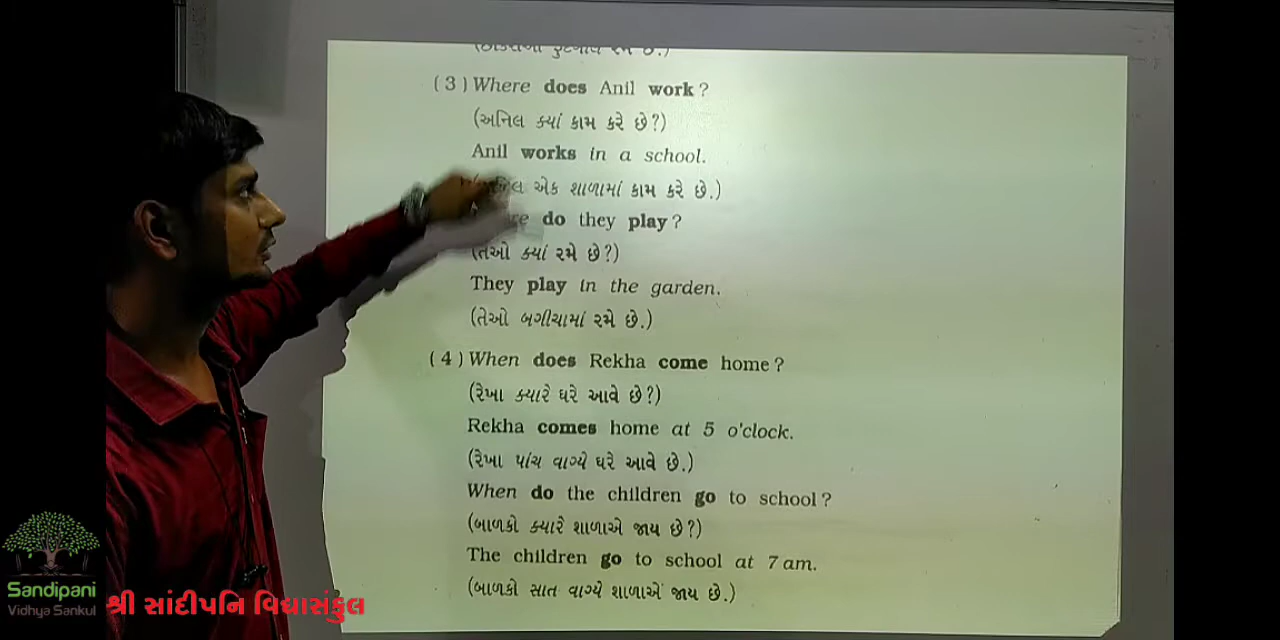 (3) Where does Anil work?
(અનિલ ક્યાં કામ કરે છે?)
Anil works in a school.
એક શાળામાં કામ કરે છે.)
do they play?
(તેઓ ક્યાં રમે છે?)
They play in the garden.
(તેઓ બગીચામાં રમે છે.)
(4) When does Rekha come home?
(રેખા ક્યારે ઘરે આવે છે?)
Rekha comes home at 5 o'clock.
(રેખા પાંચ વાગ્યે ઘરે આવે છે.)
When do the children go to school?
(બાળકો ક્યારે શાળાએ જાય છે?)
The children go to school at 7 am.
(બાળકો સાત વાગ્યે શાળાએ જાય છે.)
Sandipani
Vidhya Sankul
શ્રી સાંદીપનિ વિદ્યાસંકુલ